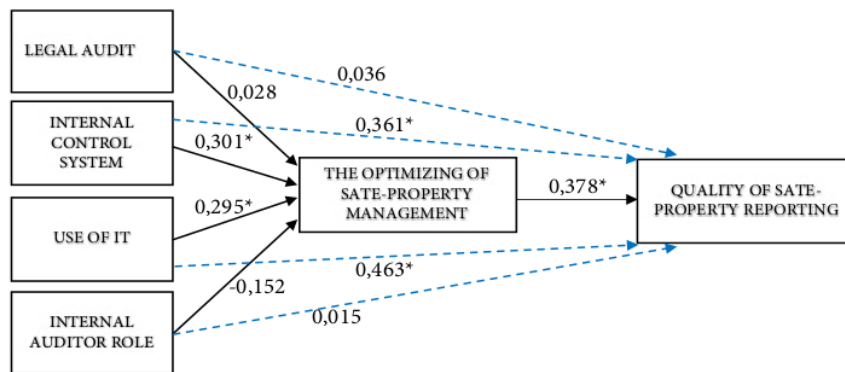 LEGAL AUDIT
0,036
0,028
INTERNAL
CONTROL
SYSTEM
0,361*
0,301*
THE OPTIMIZING OF
SATE-PROPERTY
MANAGEMENT
0,378*
QUALITY OF SATE-
PROPERTY REPORTING
0,295*
USE OF IT
0,463*
-0,152
0,015
INTERNAL
AUDITOR ROLE